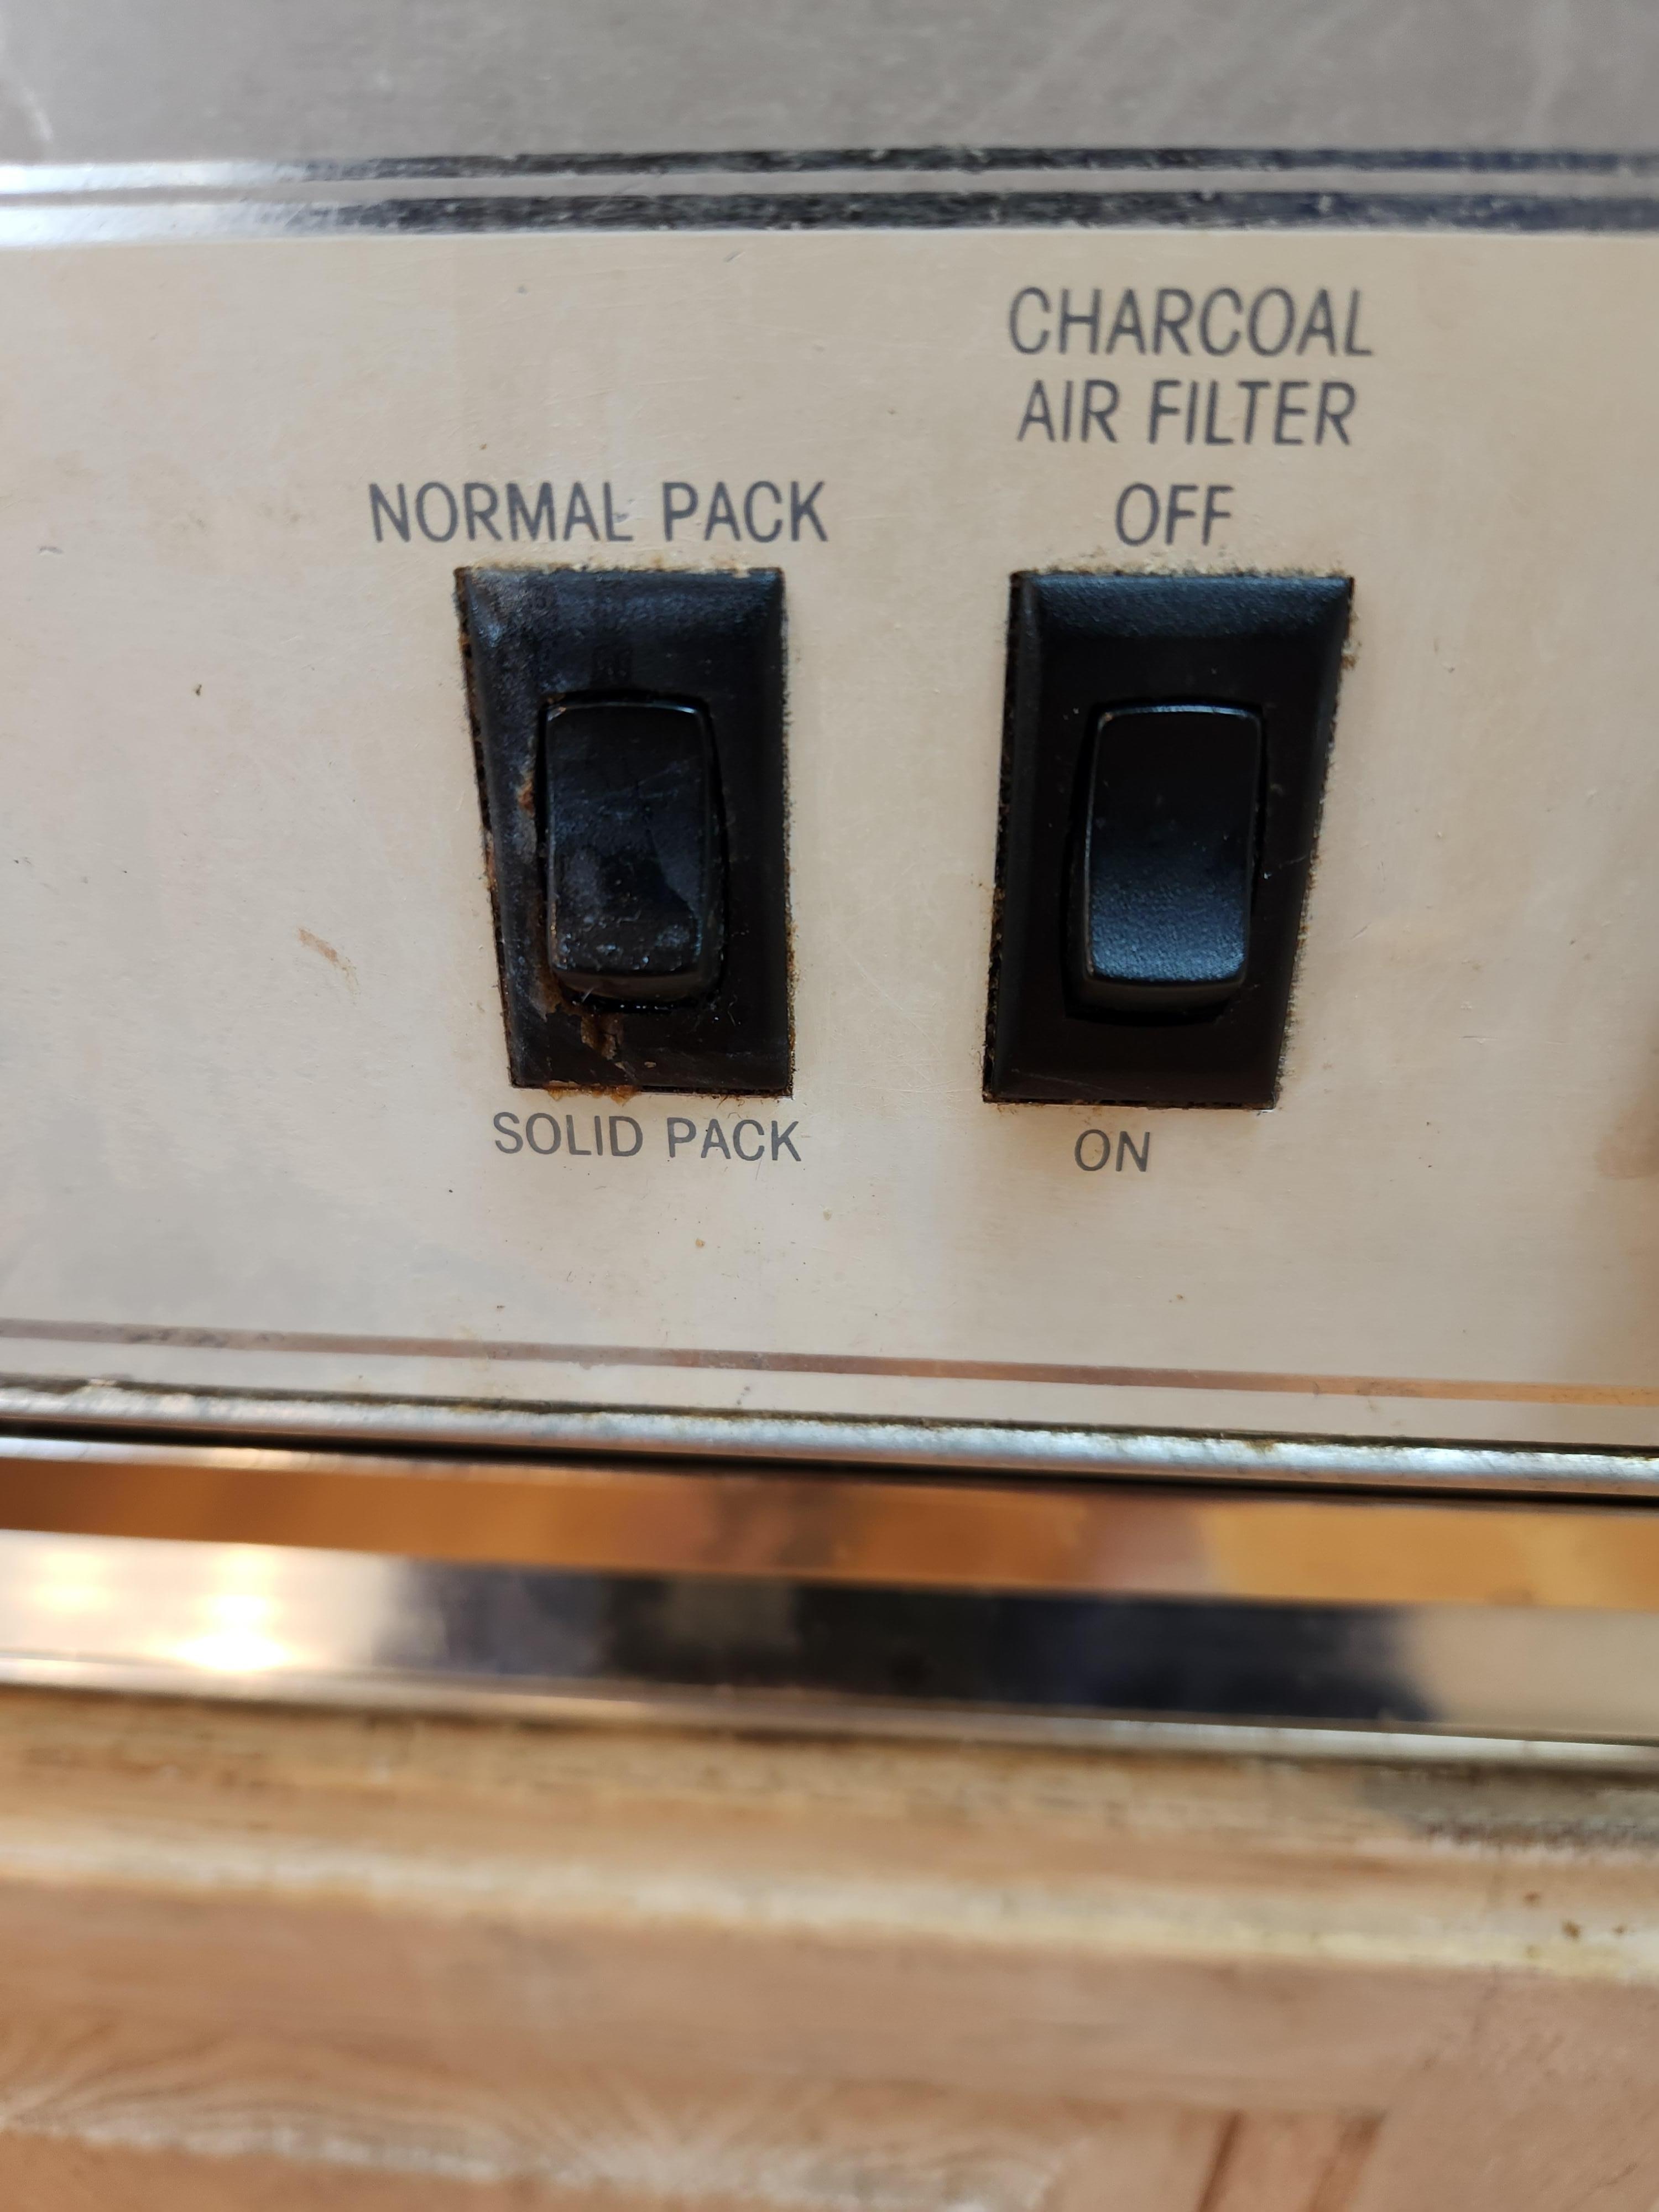 NORMAL PACK
SOLID PACK
CHARCOAL
AIR FILTER
OFF
ON